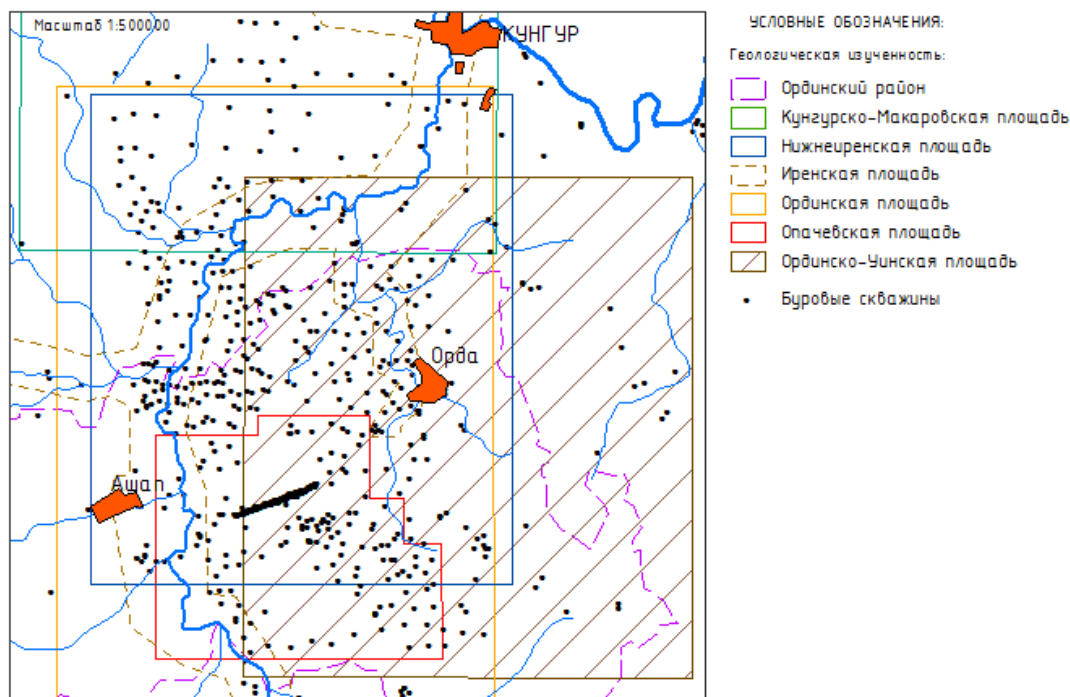 Масштаб 1:500000
КУНГУР
Орда
Ашап
УСЛОВНЫЕ ОБОЗНАЧЕНИЯ:
Геологическая изученность:
Ординский район
Кунгурско-Макаровская площадь
Нижнеиренская площадь
Иренская площадь
Ординская площадь
Опачевская площадь
Ординско-Уинская площадь
Буровые скважины